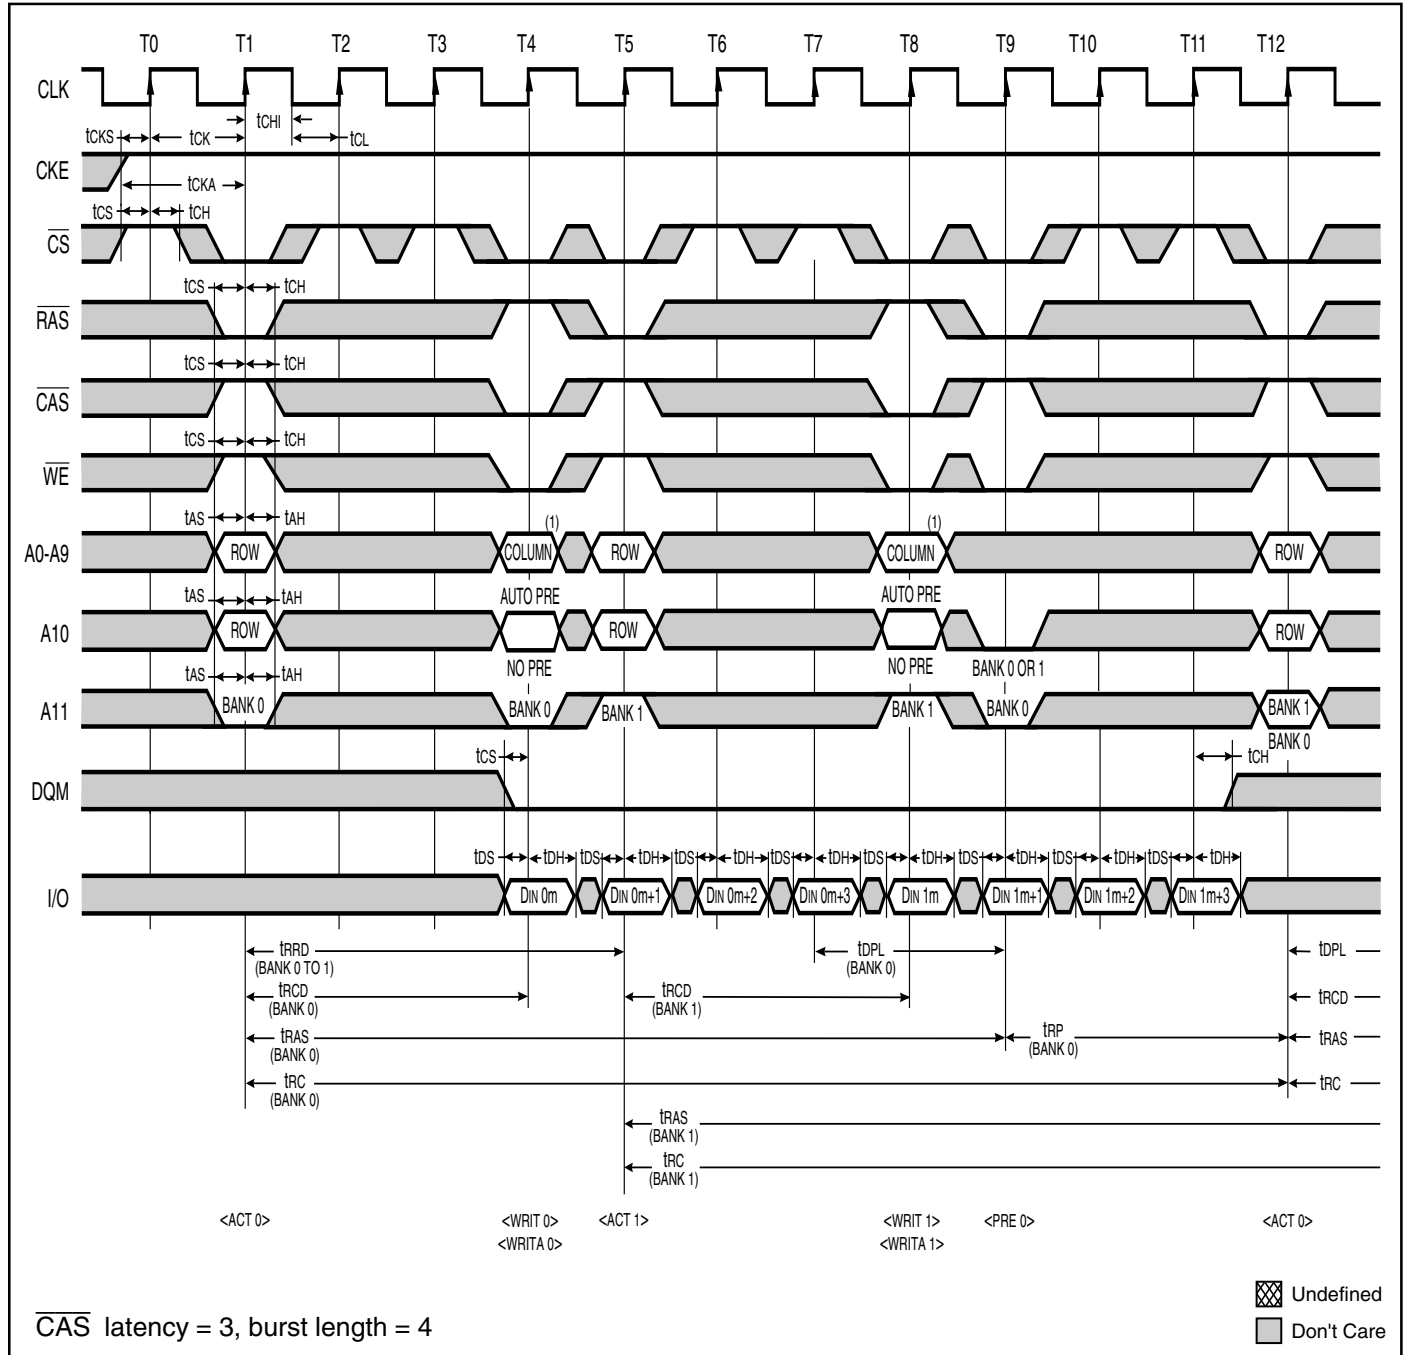 T0 T1 T2 T3 T4 T5 T6 T7 T8 T9 T10 T11 T12
CLK
tCHI
tCKS tCK tCL
CKE
tCKA
tCS tCH
CS
tCS tCH
RAS
tCS tCH
CAS
tCS tCH
WE
tAS tAH (1) (1)
A0-A9 ROW COLUMN ROW COLUMN ROW
tAS tAH AUTO PRE AUTO PRE
A10 ROW ROW ROW
NO PRE NO PRE BANK 0 OR 1
tAS tAH
A11 BANK 0 BANK 0 BANK 1 BANK 1 BANK 0 BANK 1
BANK 0
tCS tCH
DQM
tDS tDH tDS tDH tDS tDH tDS tDH tDS tDH tDS tDH tDS tDH tDS tDH
I/O DIN 0m DIN 0m+1 DIN 0m+2 DIN 0m+3 DIN 1m DIN 1m+1 DIN 1m+2 DIN 1m+3
tRRD tDPL tDPL
(BANK 0 TO 1) (BANK 0)
tRCD tRCD tRCD
(BANK 0) (BANK 1)
tRAS tRP tRAS
(BANK 0) (BANK 0)
tRC tRC
(BANK 0)
tRAS
(BANK 1)
tRC
(BANK 1)
<ACT 0> <WRIT 0> <ACT 1> <WRIT 1> <PRE 0> <ACT 0>
<WRITA 0> <WRITA 1>
Undefined
CAS latency = 3, burst length = 4
Don't Care